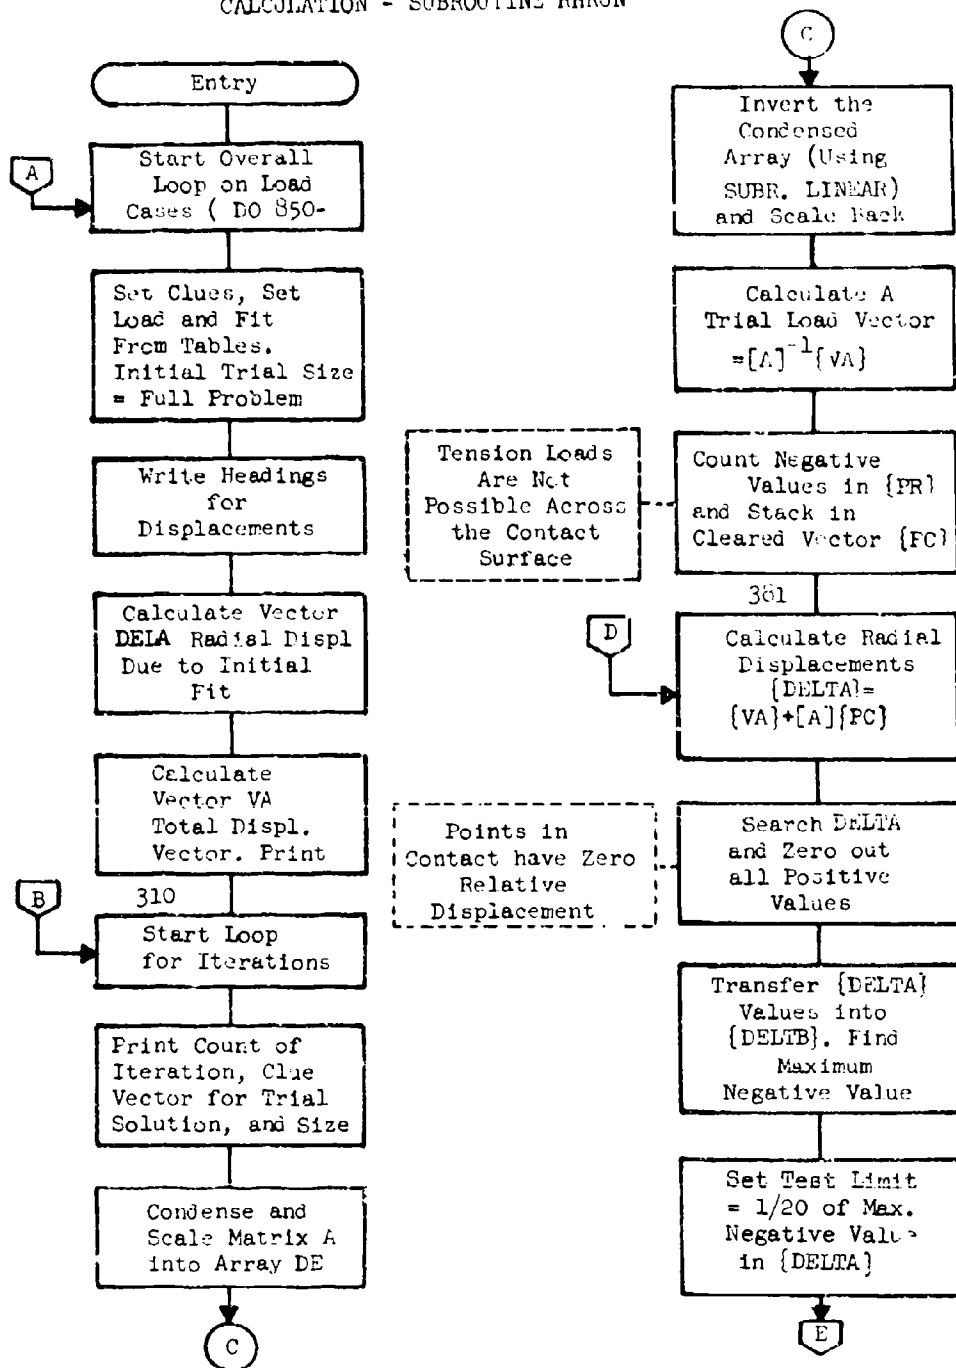 CALCULATION - SUBROUTINE
Entry
A
Start Overall
Loop on Load
Cases ( DO 850-
Set Clues, Set
Load and Fit
From Tables.
Initial Trial Size
= Full Problem
Write Headings
for
Displacements
Calculate Vector
DELA Radial Displ
Due to Initial
Fit
Calculate
Vector VA
Total Displ.
Vector. Print
B
310
Start Loop
for Iterations
Print Count of
Iteration, Clue
Vector for Trial
Solution, and Size
Condense and
Scale Matrix A
into Array DE
C
C
Invert the
Condensed
Array (Using
SUBR. LINEAR)
and Scale Back
Calculate A
Trial Load Vector
=[A]⁻¹{VA}
Tension Loads
Are Not
Possible Across
the Contact
Surface
Count Negative
Values in {PR}
and Stack in
Cleared Vector {PC}
381
D
Calculate Radial
Displacements
{DELTA}=
{VA}+[A]{PC}
Points in
Contact have Zero
Relative
Displacement
Search DELTA
and Zero out
all Positive
Values
Transfer {DELTA}
Values into
{DELTB}. Find
Maximum
Negative Value
Set Test Limit
= 1/20 of Max.
Negative Value
in {DELTA}
E